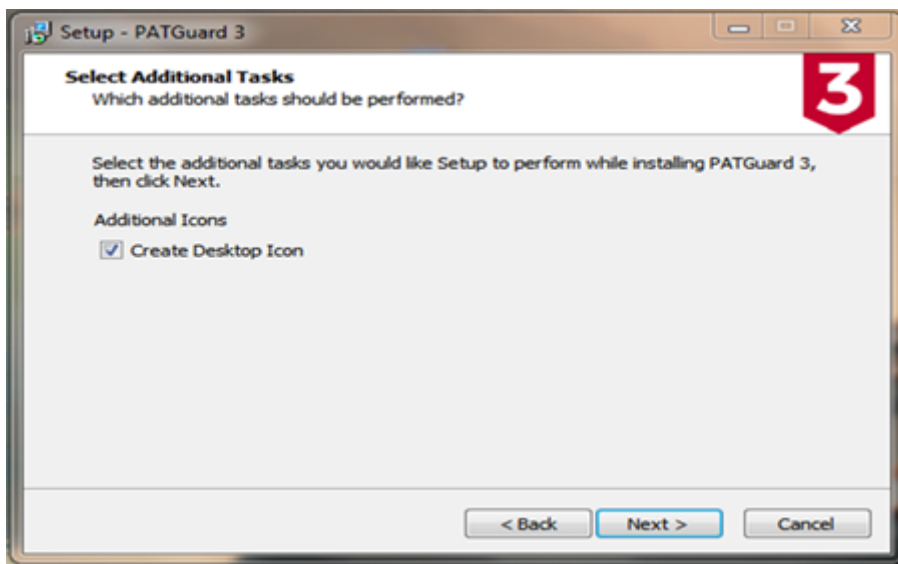 Setup - PATGuard 3
Select Additional Tasks
Which additional tasks should be performed?
3
Select the additional tasks you would like Setup to perform while installing PATGuard 3,
then click Next.
Additional Icons
Create Desktop Icon
< Back Next > Cancel